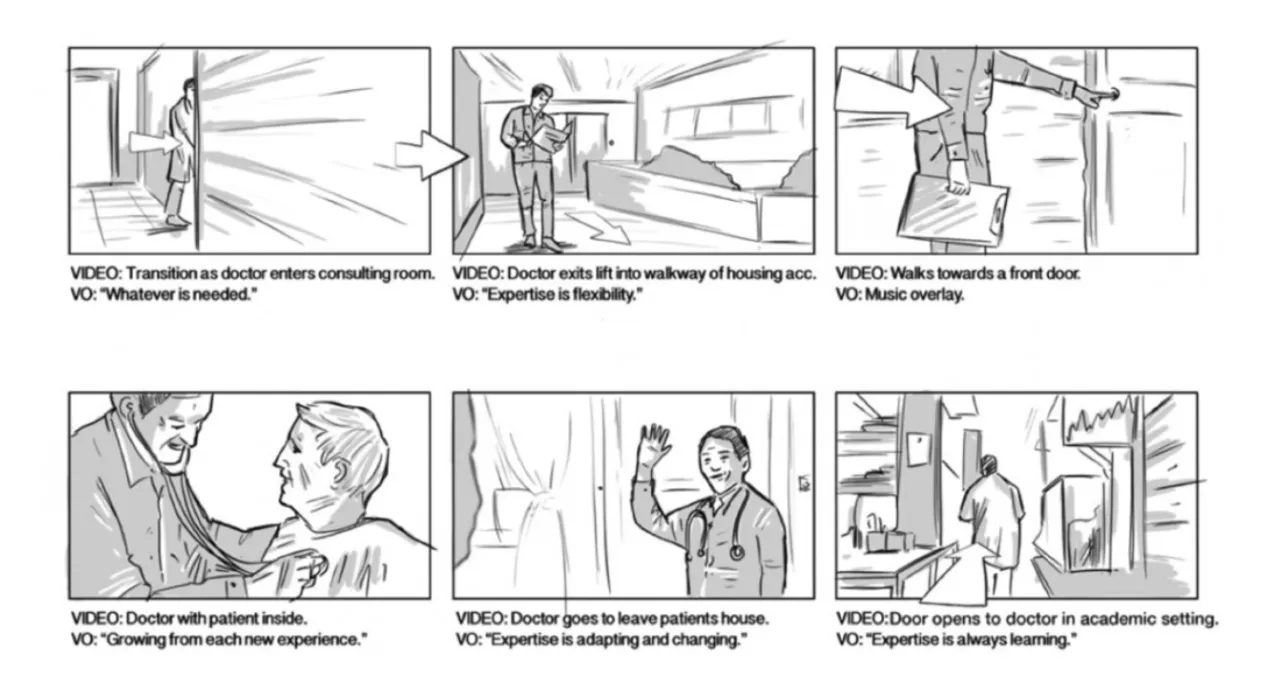 VIDEO: Transition as doctor enters consulting room.
VO: "Whatever is needed."
VIDEO: Doctor exits lift into walkway of housing acc.
VO: "Expertise is flexibility."
VIDEO: Walks towards a front door.
VO: Music overlay.
VIDEO: Doctor with patient inside.
VO: "Growing from each new experience."
VIDEO: Doctor goes to leave patients house.
VO: "Expertise is adapting and changing."
VIDEO:Door opens to doctor in academic setting.
VO: "Expertise is always learning."